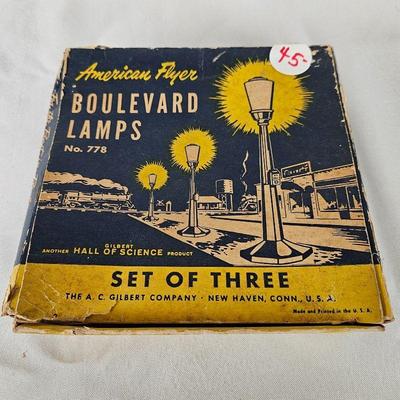 45-
American Flyer
BOULEVARD
LAMPS
No. 778
ANOTHER GILBERT HALL OF SCIENCE PRODUCT
SET OF THREE
THE A. C. GILBERT COMPANY · NEW HAVEN, CONN., U. S. A.
Made and Printed in the U. S. A.